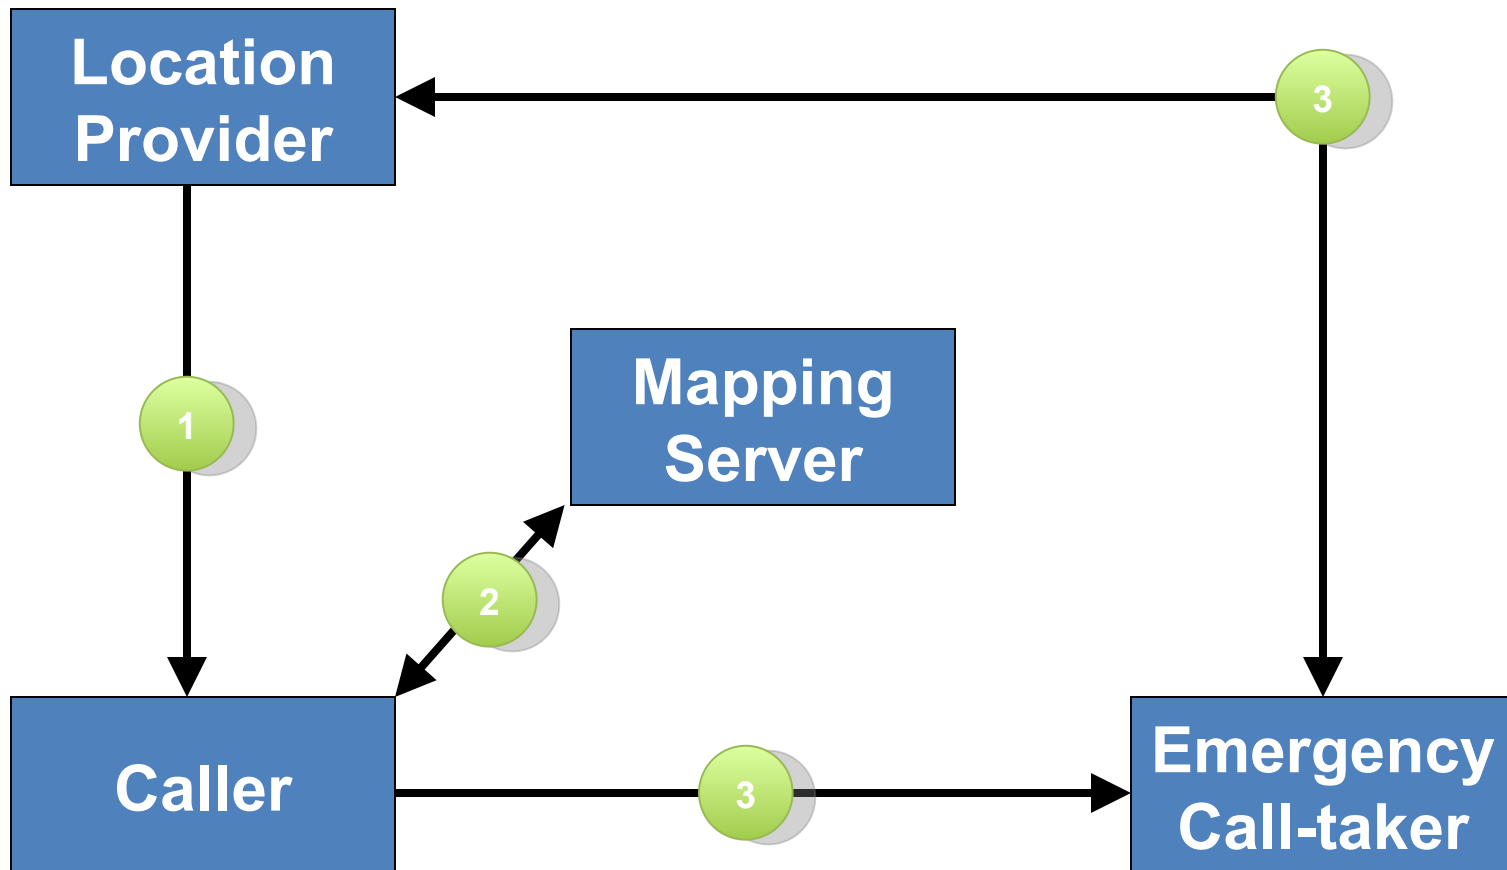 Location
Provider
3
1
Mapping
Server
2
Caller
3
Emergency
Call-taker